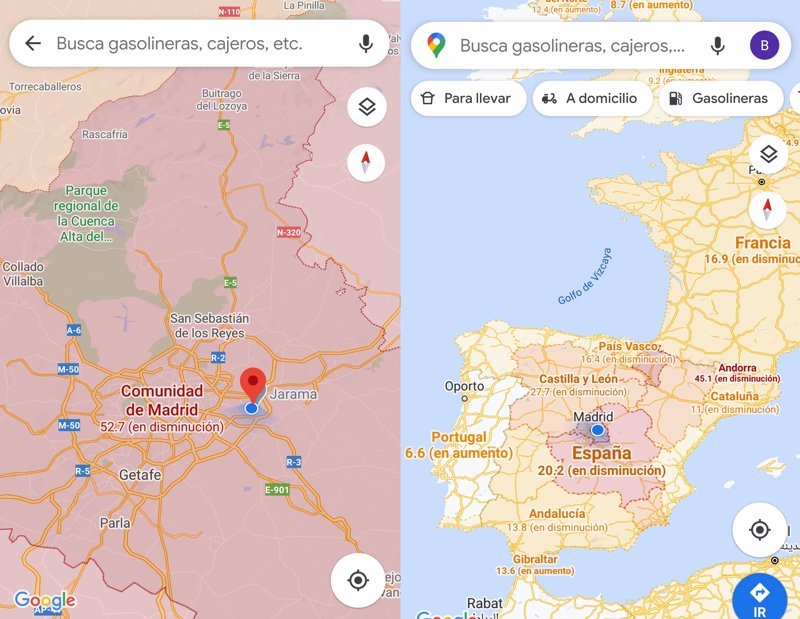 N-110
La Pinilla
Busca gasolineras, cajeros, etc.
de la Sierra
Torrecaballeros
Buitrago
del Lozoya
ovia
E-5
Rascafría
Parque
regional de
la Cuenca
Alta del...
N-320
Collado
Villalba
E-5
San Sebastián
de los Reyes
A-6
R-2
M-50
Comunidad
de Madrid
52.7 (en disminución)
Jarama
M-50
Getafe
R-5
R-3
E-901
Parla
Google
del Norte
12.4 (en aumento)
8.7 (en aumento)
Busca gasolineras, cajeros,...
B
Inglaterra
9.2 (en aumento)
Para llevar
A domicilio
Gasolineras
Francia
16.9 (en disminuc
Golfo de Vizcaya
País Vasco
16.4 (en disminución)
Andorra
45.1 (en disminución)
Castilla y León
27.7 (en disminución)
Cataluña
11 (en disminución)
Oporto
Madrid
Portugal
6.6 (en aumento)
España
20.2 (en disminución)
Andalucía
13.8 (en disminución)
Gibraltar
13.6 (en aumento)
Rabat
IR
Google